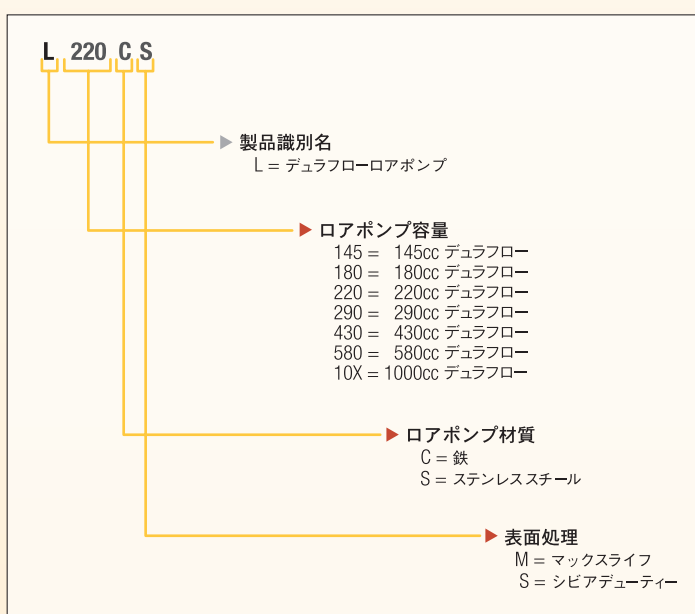 L 220 C S
製品識別名
L = デュラフローロアポンプ
ロアポンプ容量
145 = 145cc デュラフロー
180 = 180cc デュラフロー
220 = 220cc デュラフロー
290 = 290cc デュラフロー
430 = 430cc デュラフロー
580 = 580cc デュラフロー
10X = 1000cc デュラフロー
ロアポンプ材質
C = 鉄
S = ステンレススチール
表面処理
M = マックスライフ
S = シビアデューティー